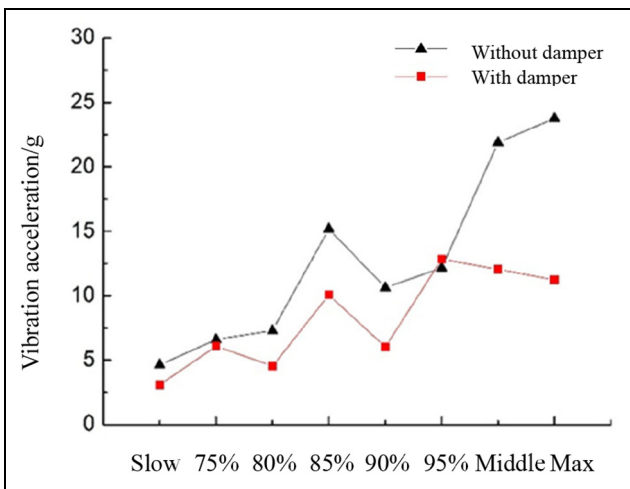 30
25
20
15
10
5
0
Vibration acceleration/g
Without damper
With damper
Slow 75% 80% 85% 90% 95% Middle Max